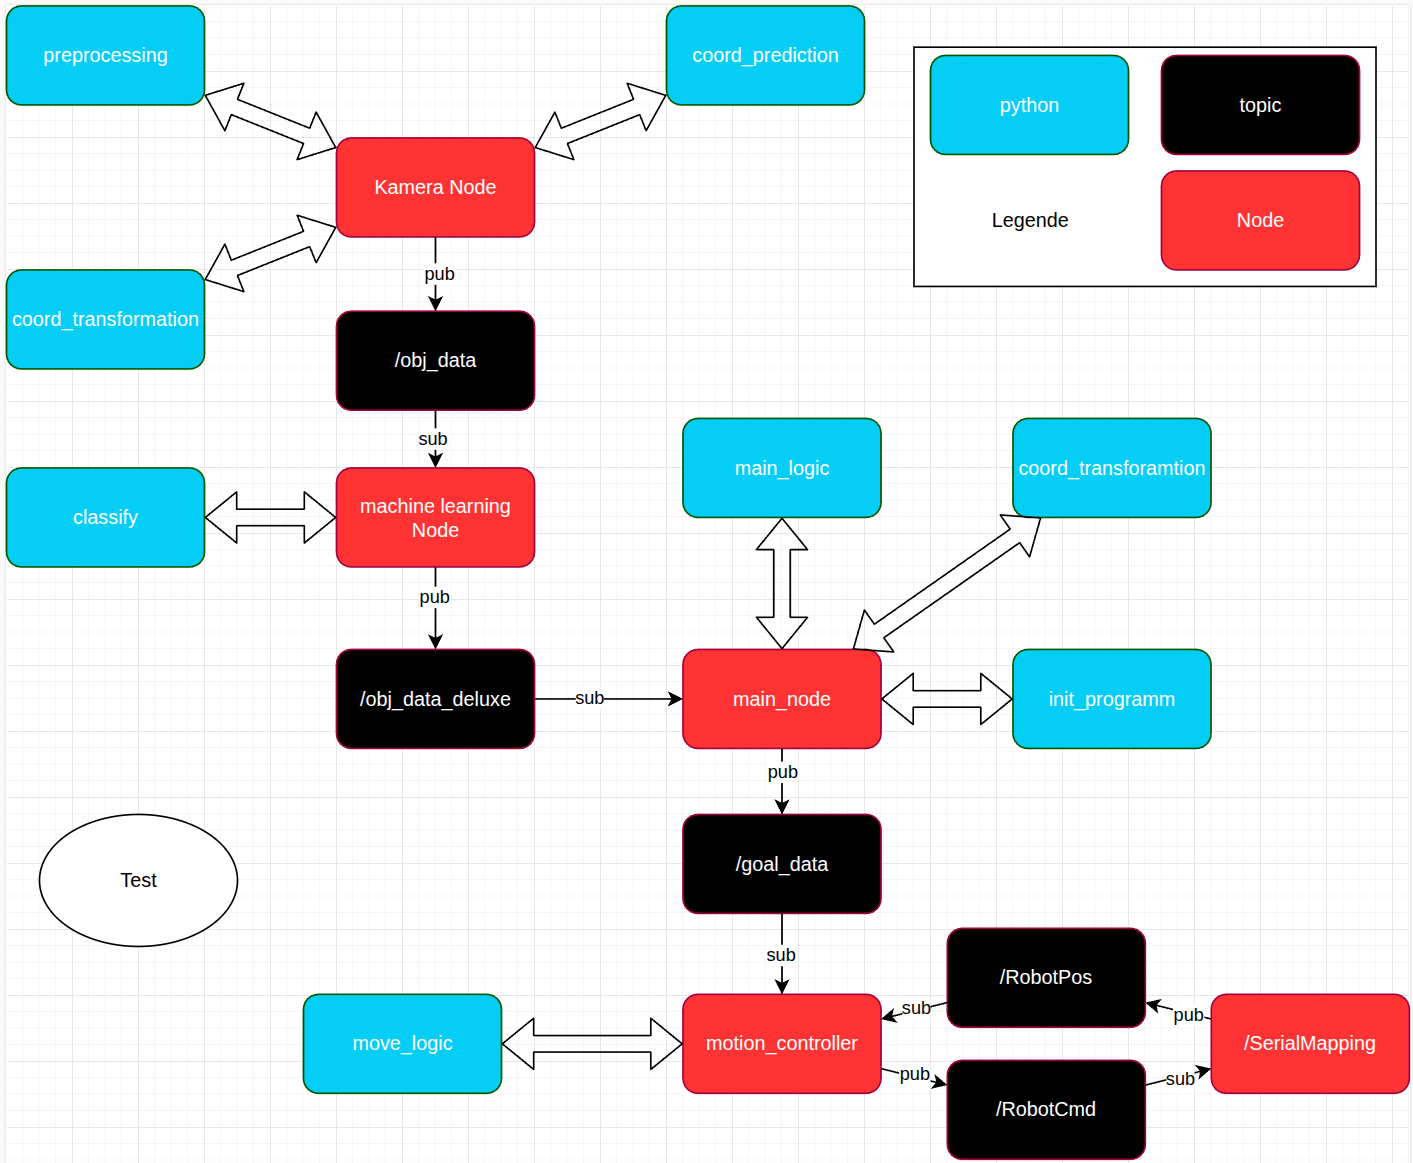 preprocessing
coord_prediction
python
topic
Kamera Node
Legende
Node
pub
coord_transformation
/obj_data
sub
main_logic
coord_transforamtion
classify
machine learning
Node
pub
/obj_data_deluxe
sub
main_node
init_programm
pub
/goal_data
Test
sub
/RobotPos
sub
pub
move_logic
motion_controller
/SerialMapping
pub
sub
/RobotCmd